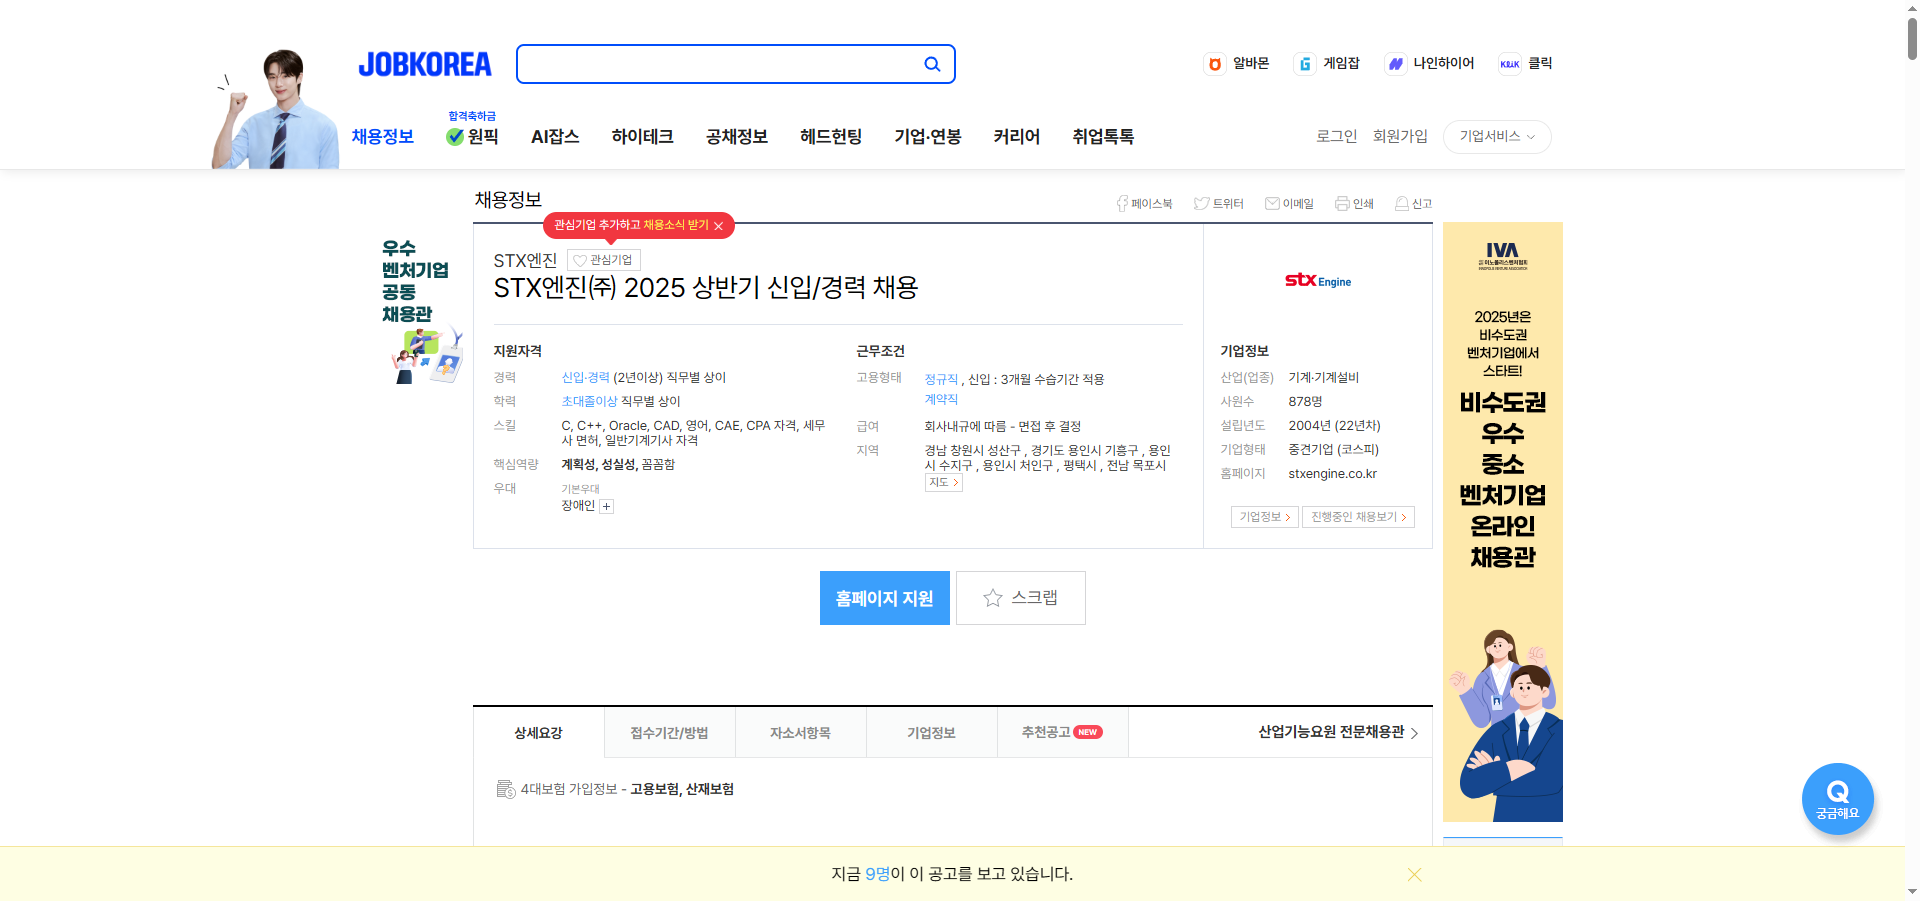 JOBKOREA
알바몬
게임잡
나인하이어
K리크 클릭
합격축하금
채용정보
원픽
AI잡스
하이테크
공채정보
헤드헌팅
기업·연봉
커리어
취업톡톡
로그인
회원가입
기업서비스
채용정보
페이스북
트위터
이메일
인쇄
신고
관심기업 추가하고 채용소식 받기
우수
벤처기업
공동
채용관
STX엔진
관심기업
STX엔진㈜ 2025 상반기 신입/경력 채용
지원자격
경력 신입·경력 (2년이상) 직무별 상이
학력 초대졸이상 직무별 상이
스킬 C, C++, Oracle, CAD, 영어, CAE, CPA 자격, 세무
사 면허, 일반기계기사 자격
핵심역량 계획성, 성실성, 꼼꼼함
우대 기본우대
장애인
근무조건
고용형태 정규직 , 신입 : 3개월 수습기간 적용
계약직
급여 회사내규에 따름 - 면접 후 결정
지역 경남 창원시 성산구 , 경기도 용인시 기흥구 , 용인
시 수지구 , 용인시 처인구 , 평택시 , 전남 목포시
지도
stx Engine
기업정보
산업(업종) 기계·기계설비
사원수 878명
설립년도 2004년 (22년차)
기업형태 중견기업 (코스피)
홈페이지 stxengine.co.kr
기업정보
진행중인 채용보기
홈페이지 지원
스크랩
IVA
이노폴리스벤처협회
2025년은
비수도권
벤처기업에서
스타트!
비수도권
우수
중소
벤처기업
온라인
채용관
상세요강
접수기간/방법
자소서항목
기업정보
추천공고 NEW
산업기능요원 전문채용관
4대보험 가입정보 - 고용보험, 산재보험
Q
궁금해요
지금 9명이 이 공고를 보고 있습니다.